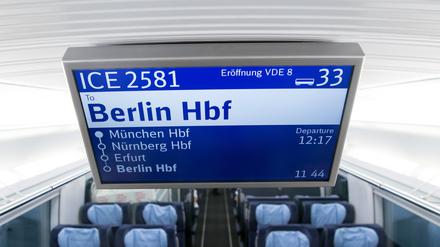 ICE 2581 Eröffnung VDE 8 33
To
Berlin Hbf
München Hbf
Nürnberg Hbf
Erfurt
Berlin Hbf
Departure
12:17
11 44